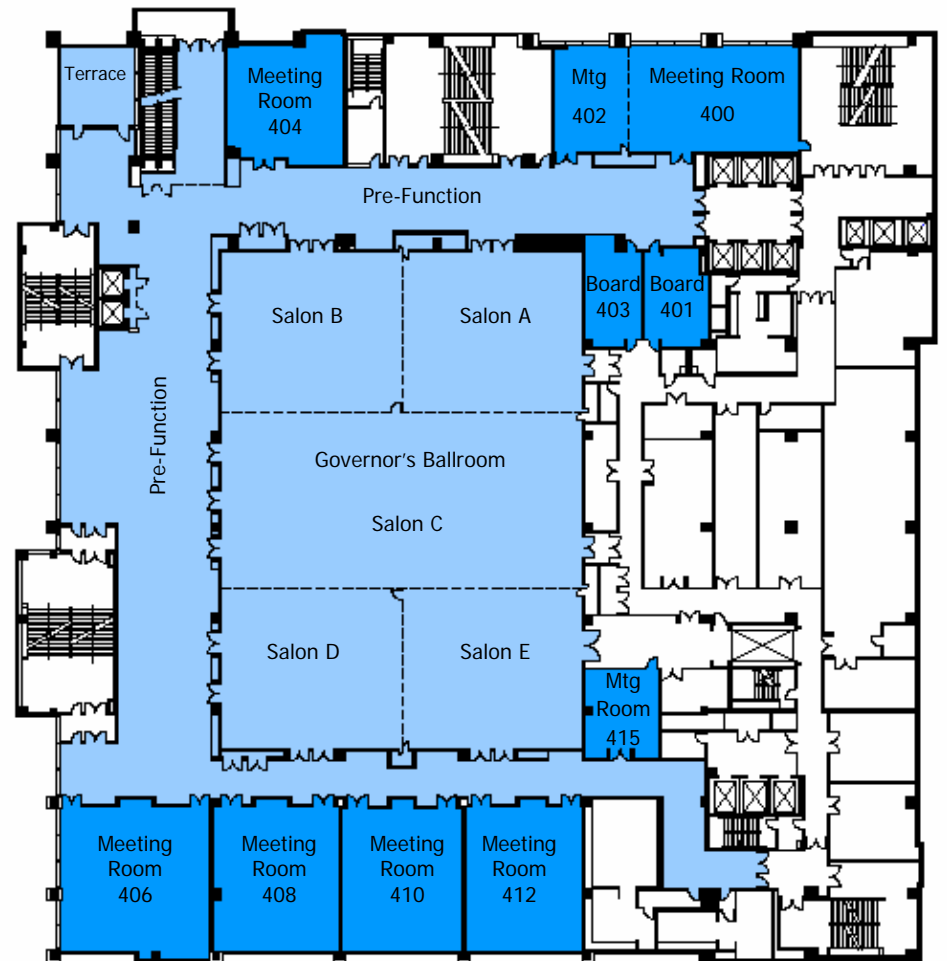 Terrace
Meeting
Room
404
Mtg
402
Meeting Room
400
Pre-Function
Board
403
Board
401
Salon B
Salon A
Pre-Function
Governor's Ballroom
Salon C
Salon D
Salon E
Mtg
Room
415
Meeting
Room
406
Meeting
Room
408
Meeting
Room
410
Meeting
Room
412